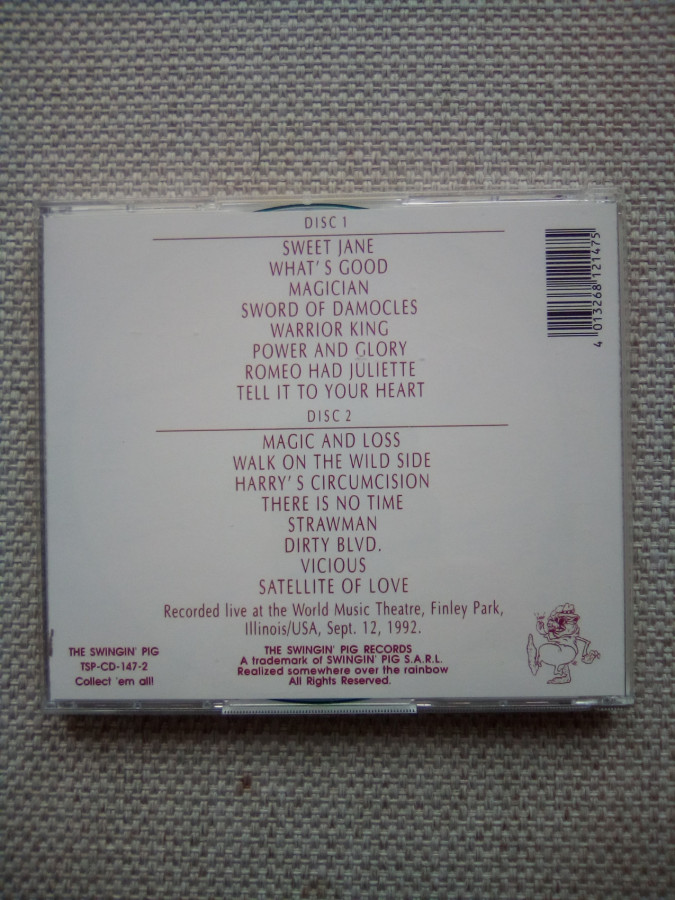 DISC 1
SWEET JANE
WHAT'S GOOD
MAGICIAN
SWORD OF DAMOCLES
WARRIOR KING
POWER AND GLORY
ROMEO HAD JULIETTE
TELL IT TO YOUR HEART
DISC 2
MAGIC AND LOSS
WALK ON THE WILD SIDE
HARRY'S CIRCUMCISION
THERE IS NO TIME
STRAWMAN
DIRTY BLVD.
VICIOUS
SATELLITE OF LOVE
Recorded live at the World Music Theatre, Finley Park,
Illinois/USA, Sept. 12, 1992.
THE SWINGIN' PIG
TSP-CD-147-2
Collect 'em all!
THE SWINGIN' PIG RECORDS
A trademark of SWINGIN' PIG S.A.R.L.
Realized somewhere over the rainbow
All Rights Reserved.
4 013268 121475